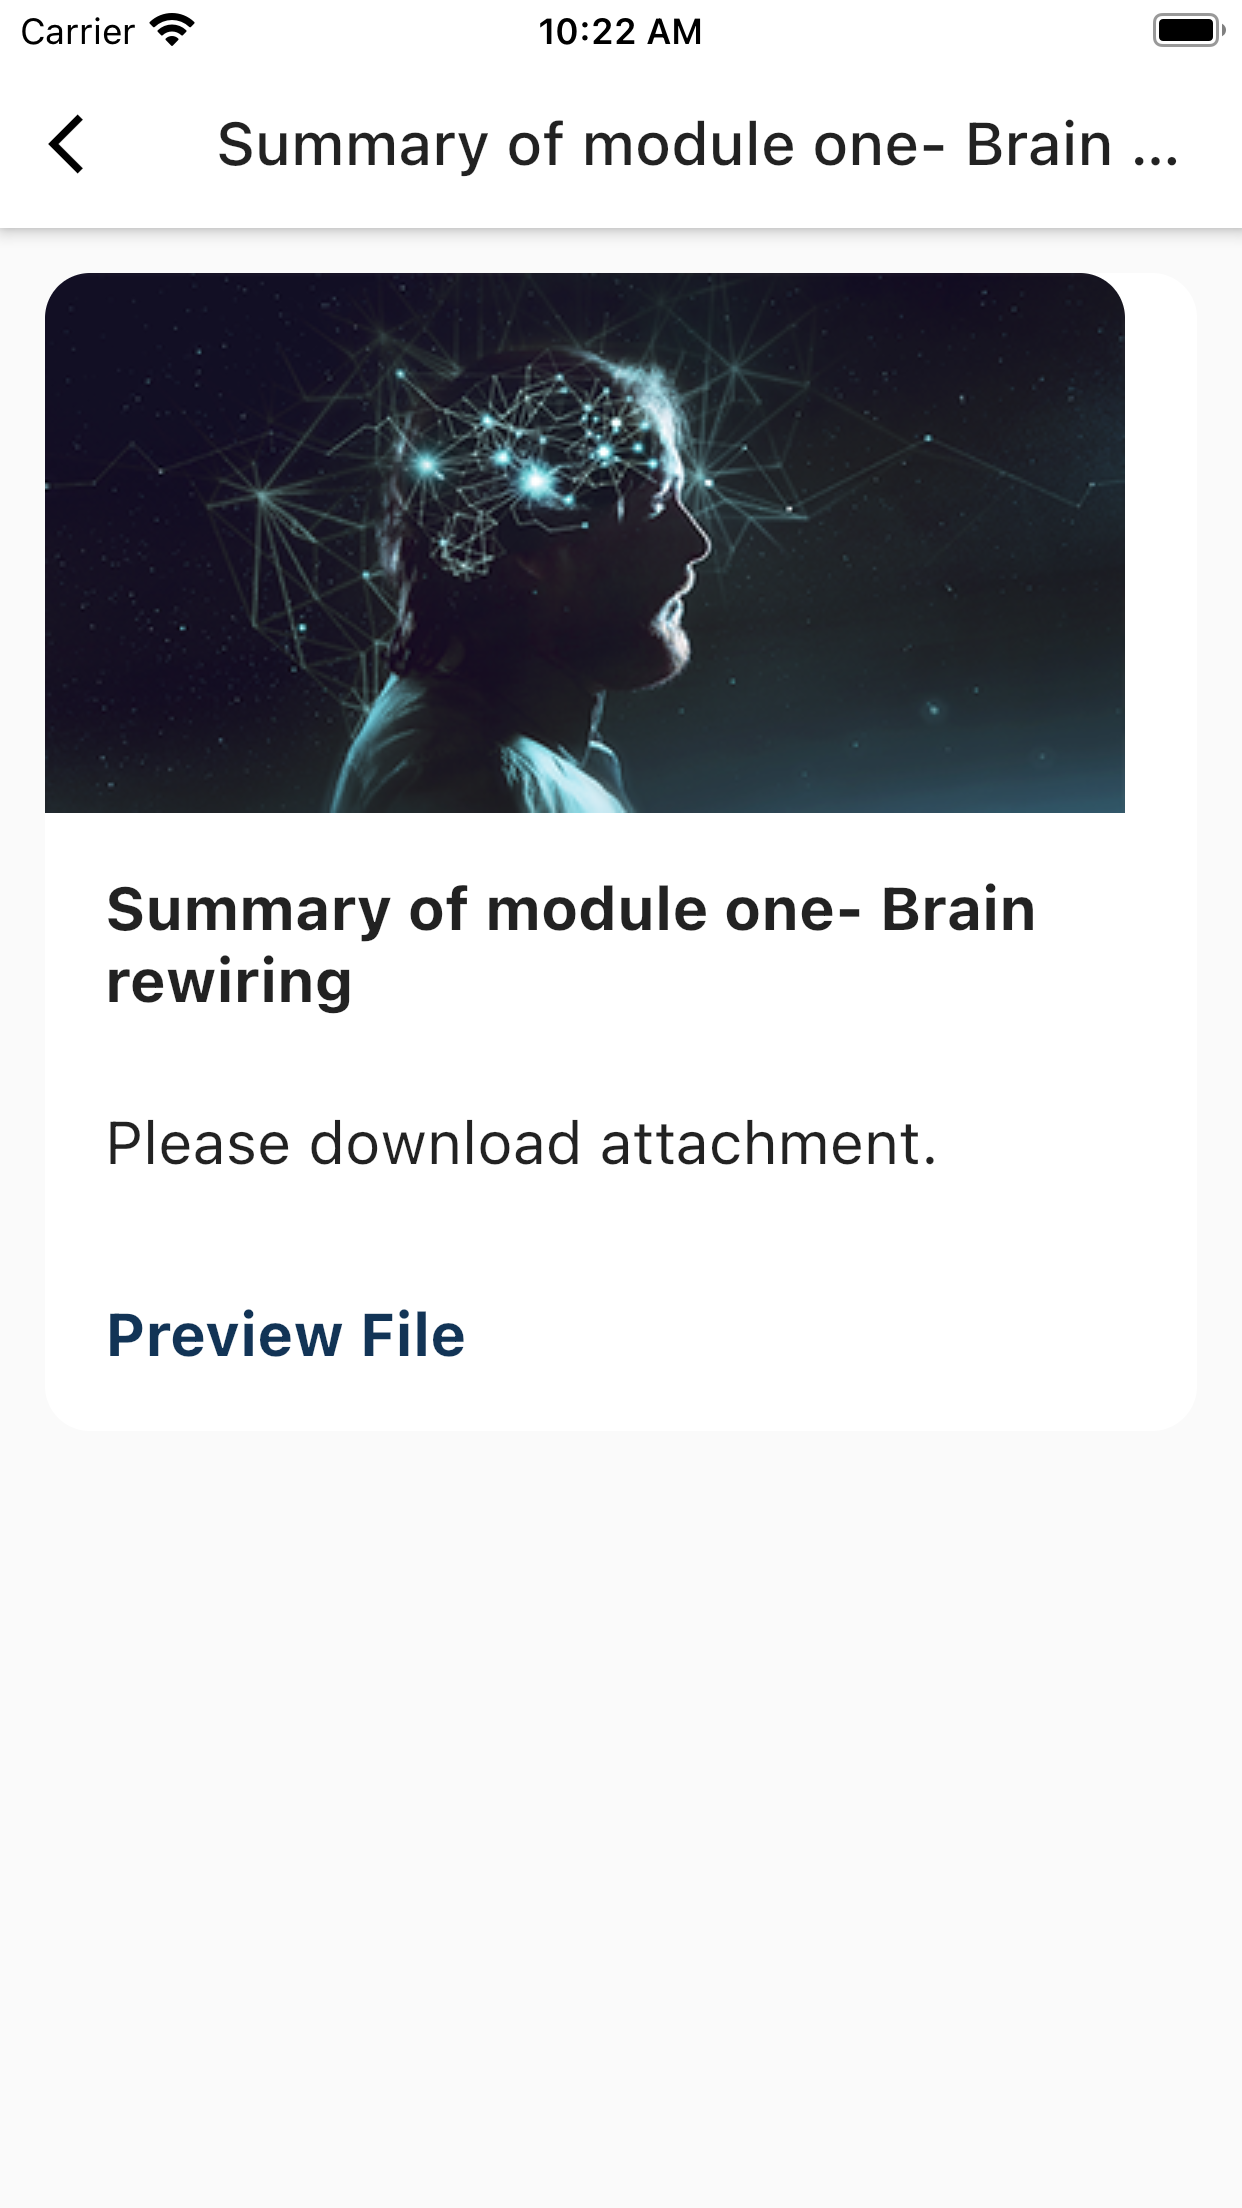 Carrier 10:22 AM
Summary of module one- Brain ...
Summary of module one- Brain
rewiring
Please download attachment.
Preview File